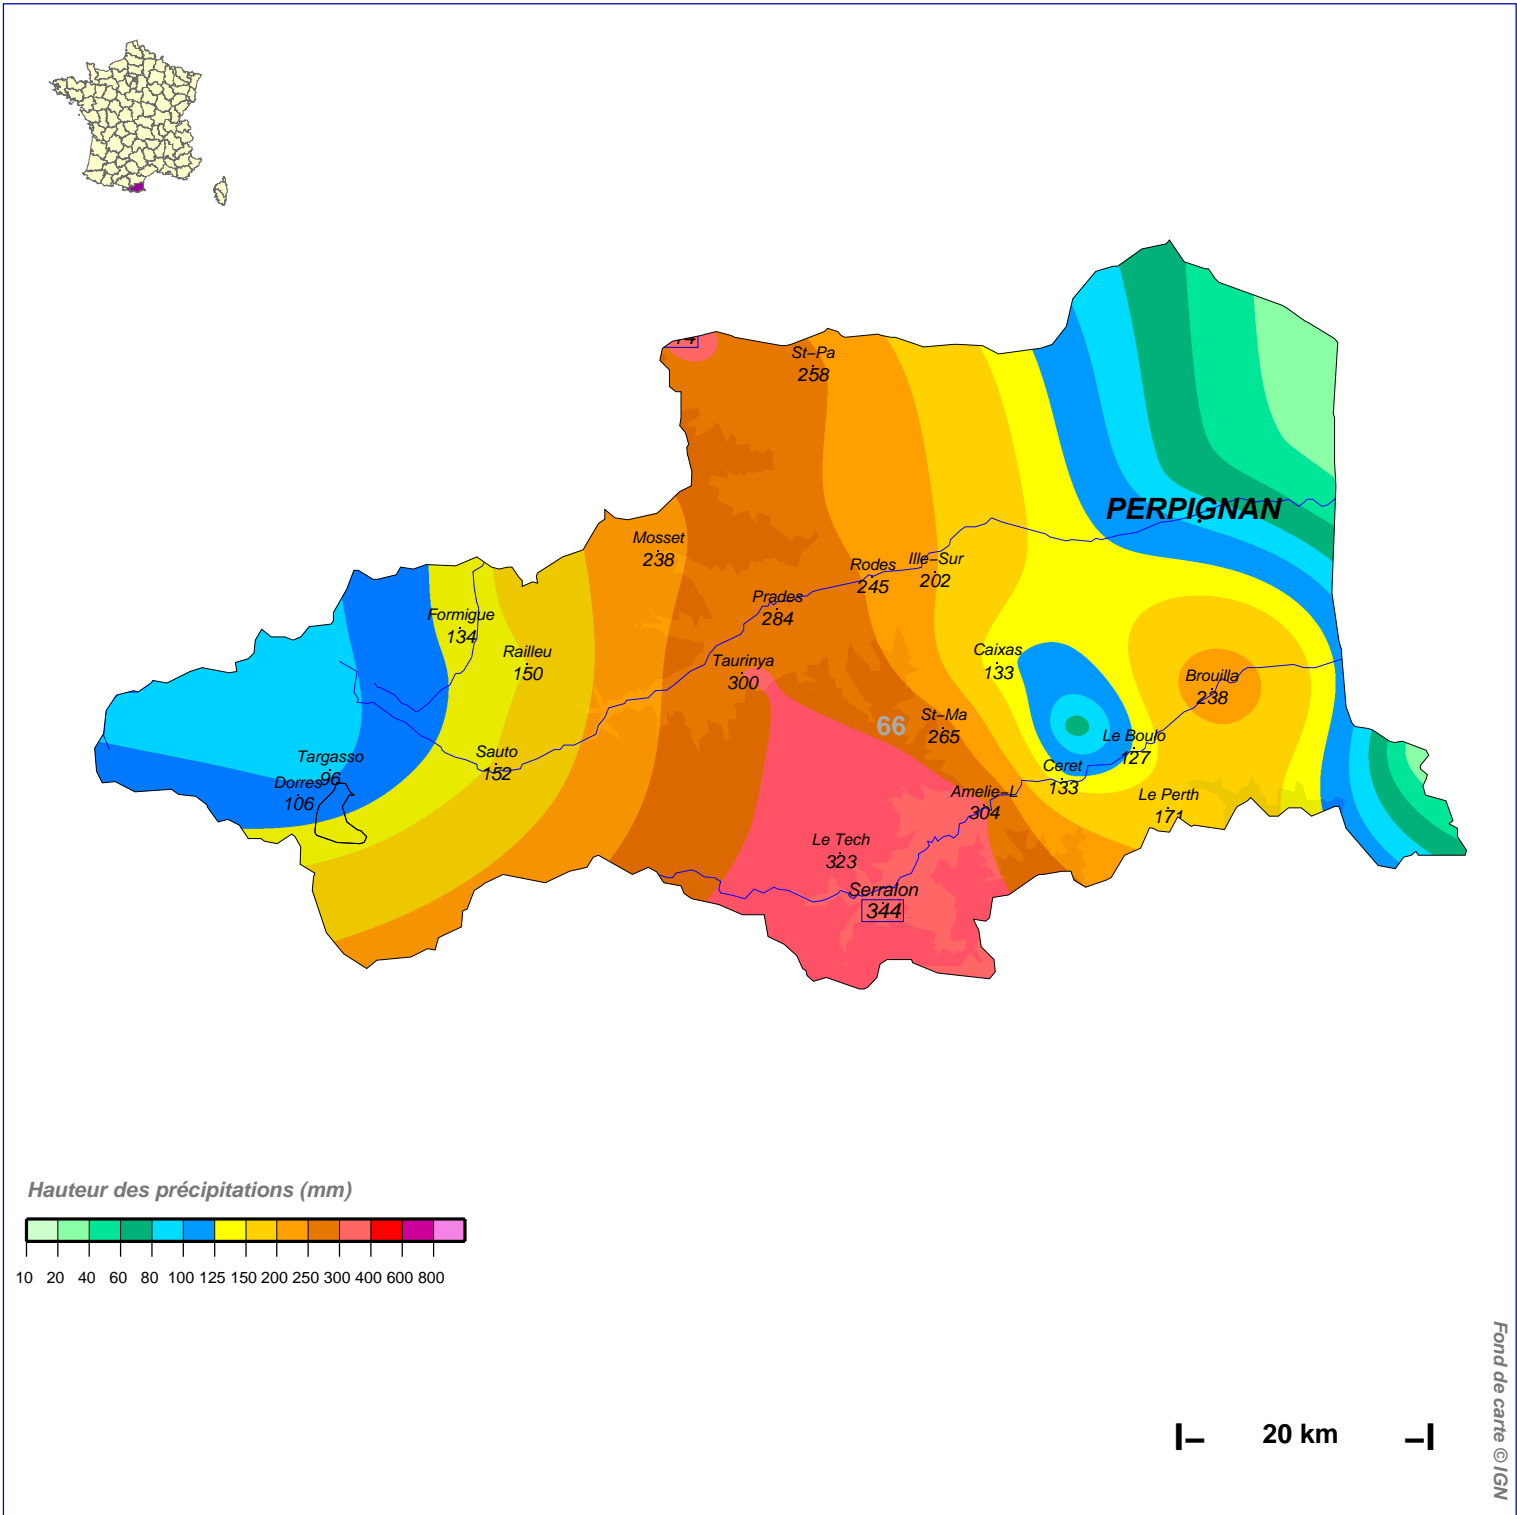 St-Pa
258
PERPIGNAN
Mosset
238
Rodes
245
Ille-Sur
202
Prades
284
Formigue
134
Railleu
150
Taurinya
300
Caixas
133
Brouilla
238
St-Ma
265
66
Le Boulo
127
Sauto
152
Targasso
96
Dorres
106
Ceret
133
Amelie-L
304
Le Perth
171
Le Tech
323
Serralon
344
Hauteur des précipitations (mm)
10 20 40 60 80 100 125 150 200 250 300 400 600 800
20 km
Fond de carte © IGN